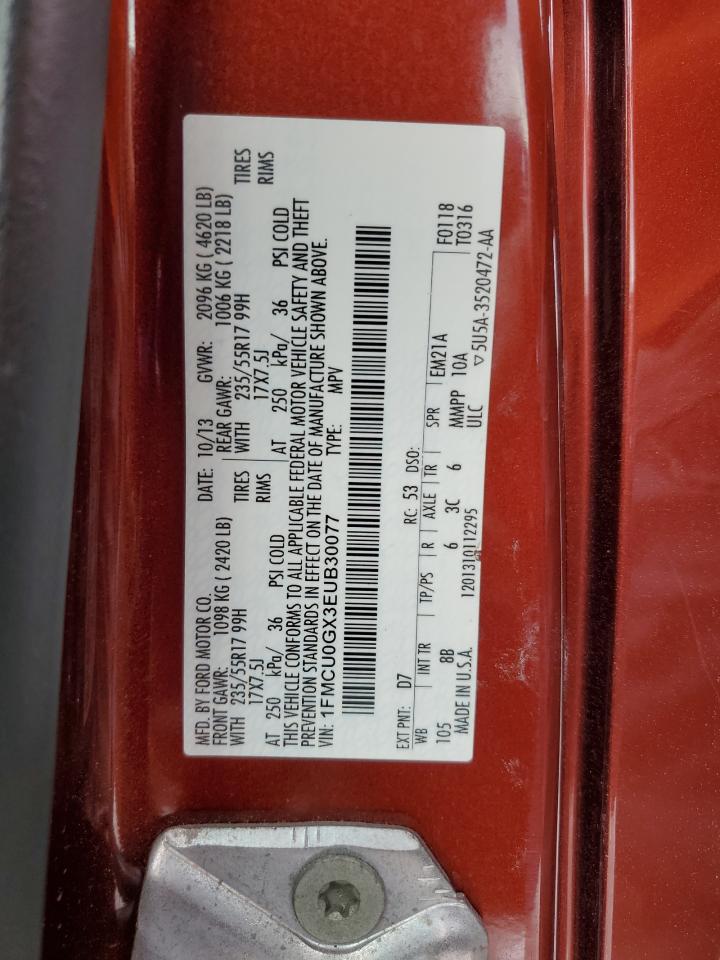 MFD. BY FORD MOTOR CO. DATE: 10/13 GVWR: 2096 KG ( 4620 LB)
FRONT GAWR: 1098 KG ( 2420 LB) REAR GAWR: 1006 KG ( 2218 LB)
WITH 235/55R17 99H TIRES WITH 235/55R17 99H TIRES
17X7.5J RIMS 17X7.5J RIMS
AT 250 kPa/ 36 PSI COLD AT 250 kPa/ 36 PSI COLD
THIS VEHICLE CONFORMS TO ALL APPLICABLE FEDERAL MOTOR VEHICLE SAFETY AND THEFT
PREVENTION STANDARDS IN EFFECT ON THE DATE OF MANUFACTURE SHOWN ABOVE.
VIN: 1FMCU0GX3EUB30077 TYPE: MPV
EXT PNT: D7 RC: 53 DSO: F0118
WB INT TR TP/PS R AXLE TR SPR EM21A T0316
105 8B 6 3C 6 MMPP 10A
MADE IN U.S.A. 1201310112295 ULC ▽5U5A-3520472-AA